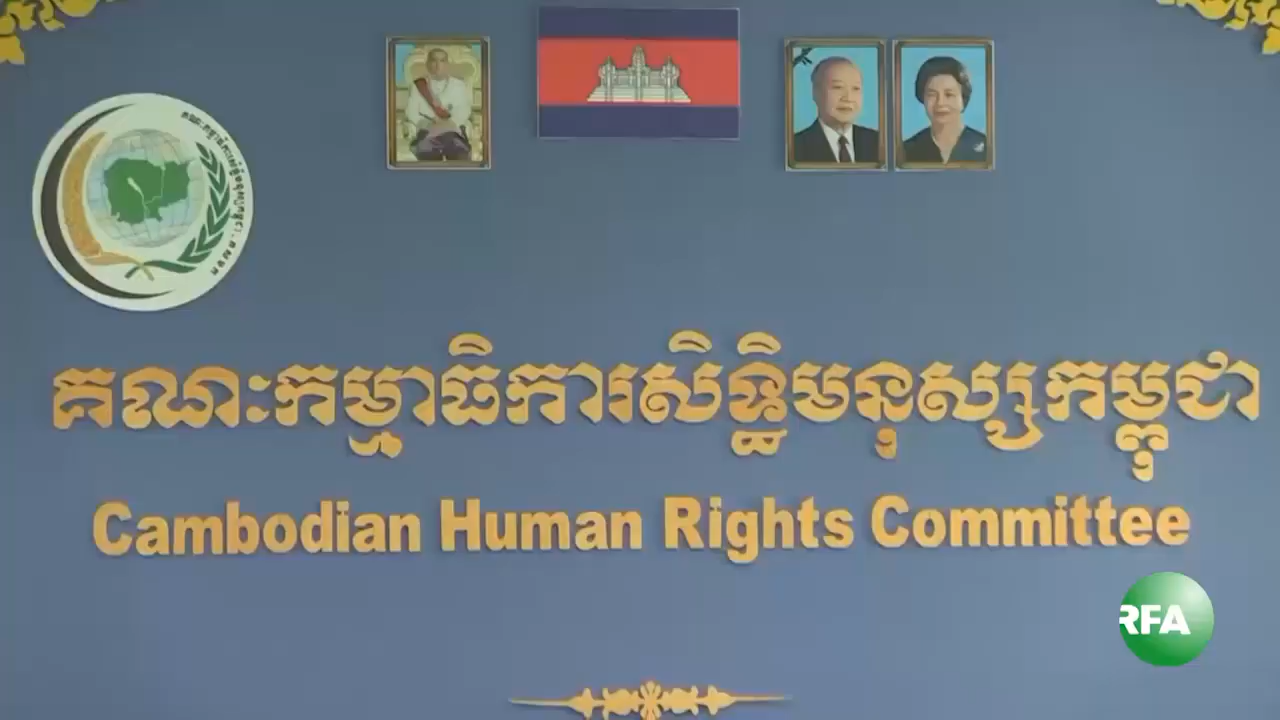 គណៈកម្មាធិការសិទ្ធិមនុស្សកម្ពុជា
Cambodian Human Rights Committee
RFA